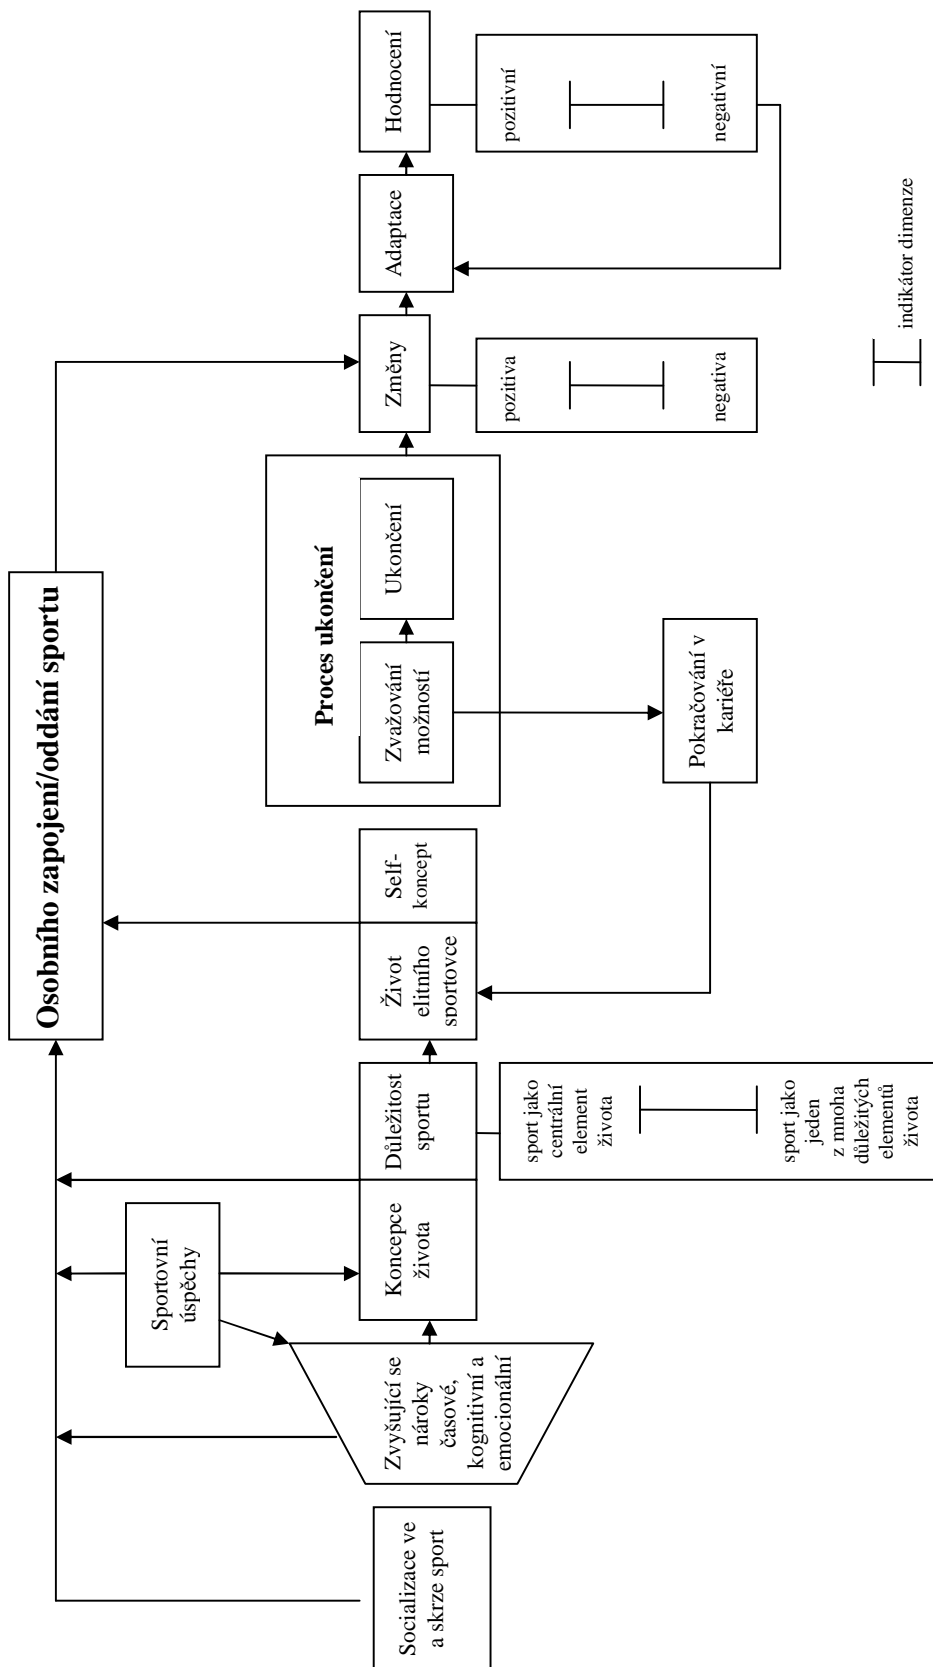 Osobního zapojení/oddání sportu
Sportovní
úspěchy
Socializace ve
a skrze sport
Zvyšující se
nároky
časové,
kognitivní a
emocionální
Koncepce
života
Důležitost
sportu
Život
elitního
sportovce
Self-
koncept
Proces ukončení
Zvažování
možností
Ukončení
Změny
Adaptace
Hodnocení
sport jako
centrální
element
života
sport jako
jeden
z mnoha
důležitých
elementů
života
Pokračování v
kariéře
pozitiva
negativa
pozitivní
negativní
indikátor dimenze